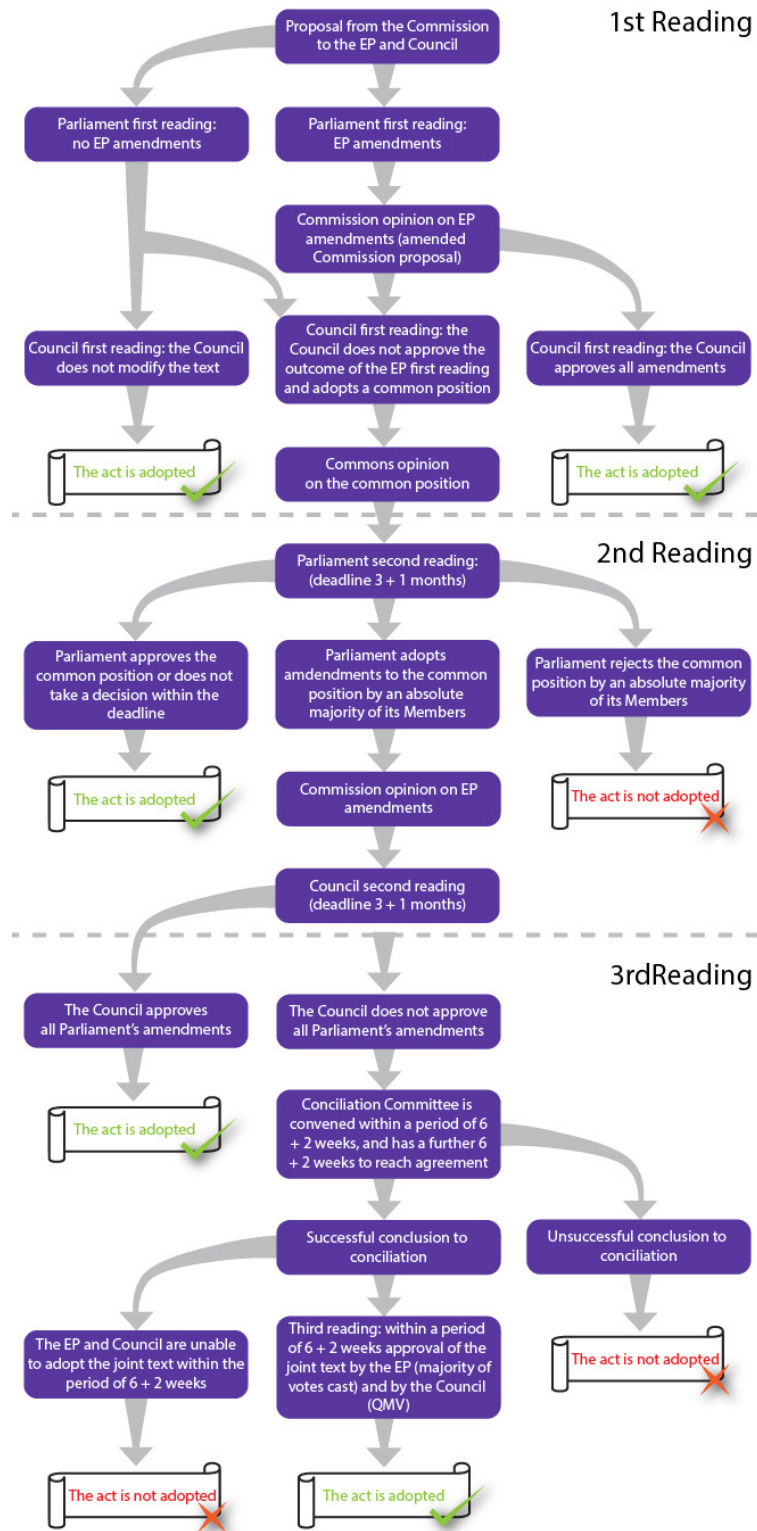 1st Reading
Proposal from the Commission
to the EP and Council
Parliament first reading:
no EP amendments
Parliament first reading:
EP amendments
Commission opinion on EP
amendments (amended
Commission proposal)
Council first reading: the Council
does not modify the text
Council first reading: the
Council does not approve the
outcome of the EP first reading
and adopts a common position
Council first reading: the Council
approves all amendments
The act is adopted
Commons opinion
on the common position
The act is adopted
2nd Reading
Parliament second reading:
(deadline 3 + 1 months)
Parliament approves the
common position or does not
take a decision within the
deadline
Parliament adopts
amdendments to the common
position by an absolute
majority of its Members
Parliament rejects the common
position by an absolute majority
of its Members
The act is adopted
Commission opinion on EP
amendments
The act is not adopted
Council second reading
(deadline 3 + 1 months)
3rdReading
The Council approves
all Parliament's amendments
The Council does not approve
all Parliament's amendments
The act is adopted
Conciliation Committee is
convened within a period of 6
+ 2 weeks, and has a further 6
+ 2 weeks to reach agreement
Successful conclusion to
conciliation
Unsuccessful conclusion to
conciliation
The EP and Council are unable
to adopt the joint text within the
period of 6 + 2 weeks
Third reading: within a period
of 6 + 2 weeks approval of the
joint text by the EP (majority of
votes cast) and by the Council
(QMV)
The act is not adopted
The act is not adopted
The act is adopted